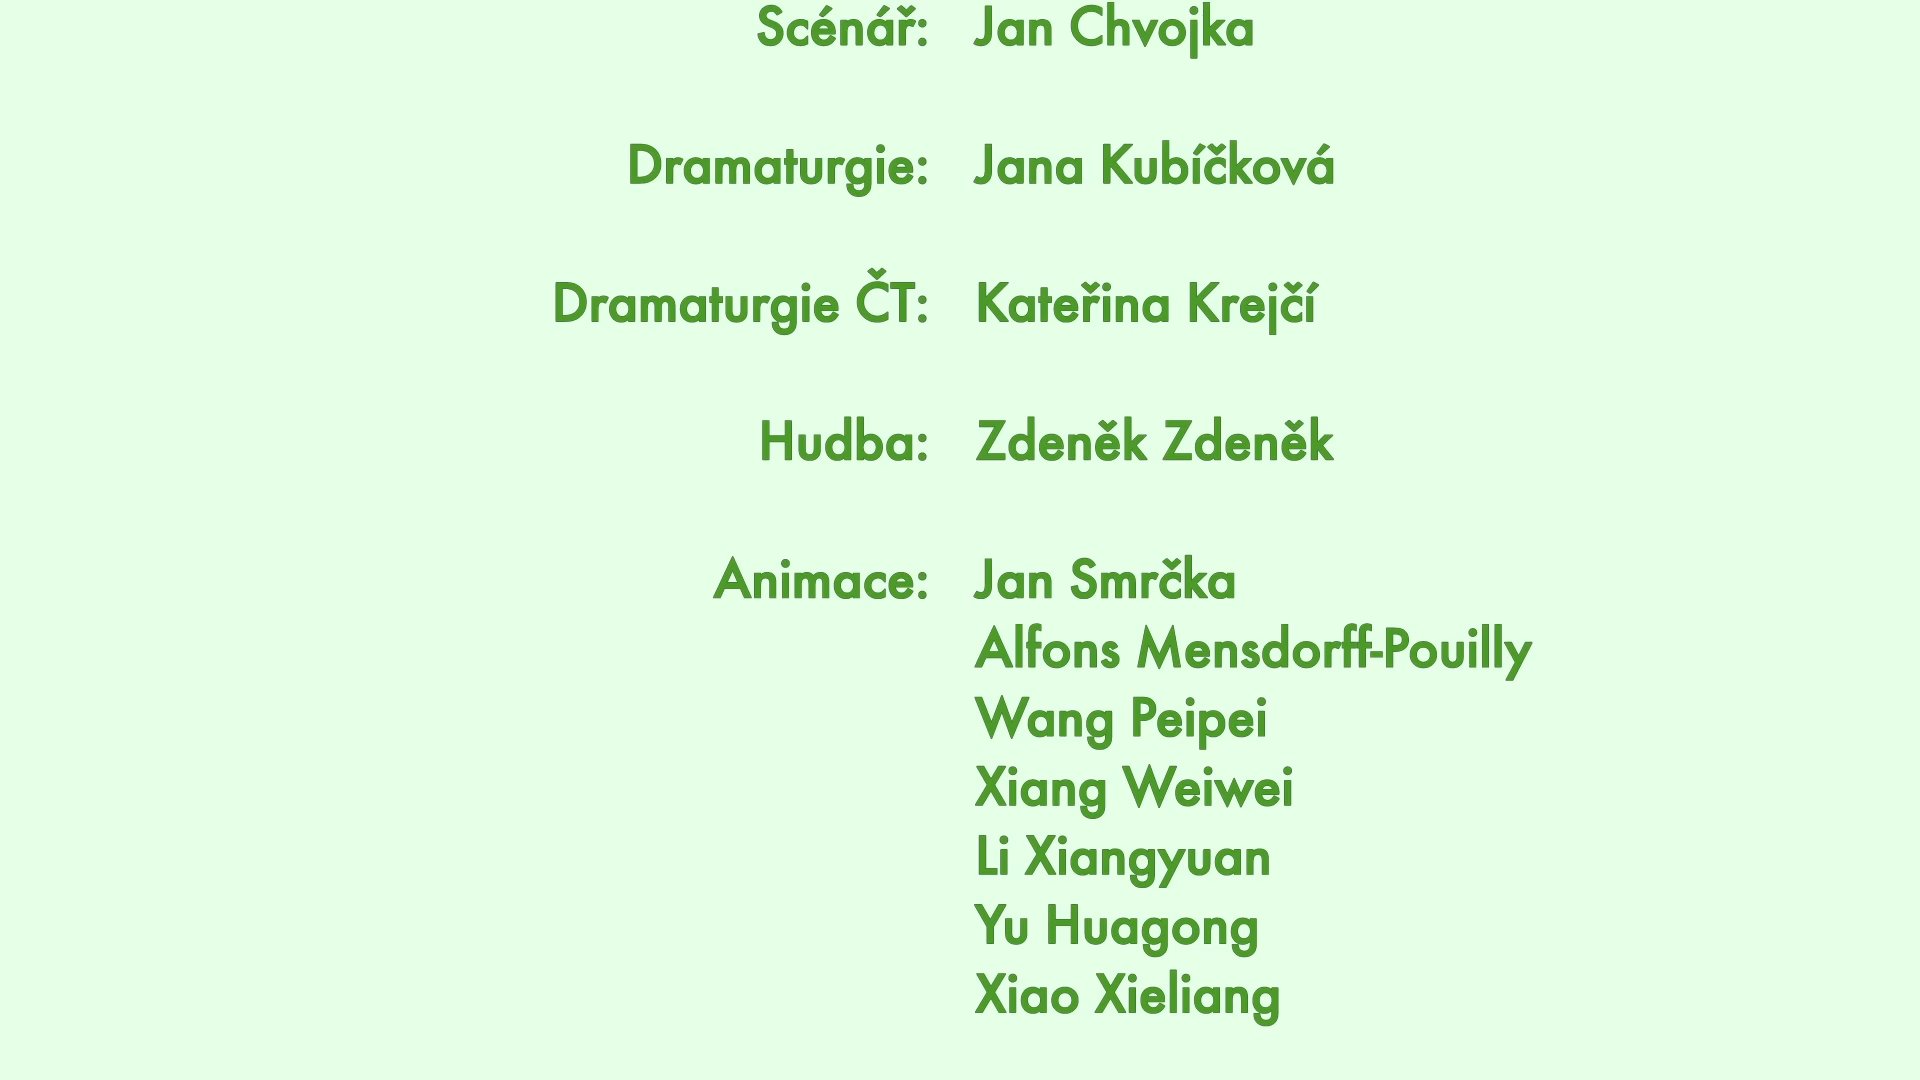 Scénář: Jan Chvojka
Dramaturgie: Jana Kubíčková
Dramaturgie ČT: Kateřina Krejčí
Hudba: Zdeněk Zdeněk
Animace: Jan Smrčka
Alfons Mensdorff-Pouilly
Wang Peipei
Xiang Weiwei
Li Xiangyuan
Yu Huagong
Xiao Xieliang